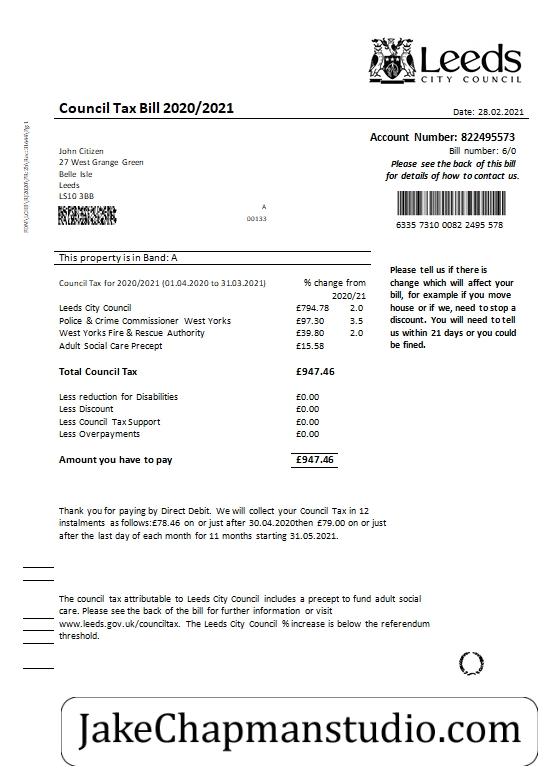 Leeds
CITY COUNCIL
Council Tax Bill 2020/2021
Date: 28.02.2021
Account Number: 822495573
Bill number: 6/0
Please see the back of this bill
for details of how to contact us.
John Citizen
27 West Grange Green
Belle Isle
Leeds
LS10 3BB
A
00133
6335 7310 0082 2495 578
This property is in Band: A
Council Tax for 2020/2021 (01.04.2020 to 31.03.2021) % change from
2020/21
Leeds City Council £794.78 2.0
Police & Crime Commissioner West Yorks £97.30 3.5
West Yorks Fire & Rescue Authority £39.80 2.0
Adult Social Care Precept £15.58
Total Council Tax £947.46
Less reduction for Disabilities £0.00
Less Discount £0.00
Less Council Tax Support £0.00
Less Overpayments £0.00
Amount you have to pay £947.46
Please tell us if there is
change which will affect your
bill, for example if you move
house or if we, need to stop a
discount. You will need to tell
us within 21 days or you could
be fined.
Thank you for paying by Direct Debit. We will collect your Council Tax in 12
instalments as follows:£78.46 on or just after 30.04.2020then £79.00 on or just
after the last day of each month for 11 months starting 31.05.2021.
The council tax attributable to Leeds City Council includes a precept to fund adult social
care. Please see the back of the bill for further information or visit
www.leeds.gov.uk/counciltax. The Leeds City Council % increase is below the referendum
threshold.
JakeChapmanstudio.com